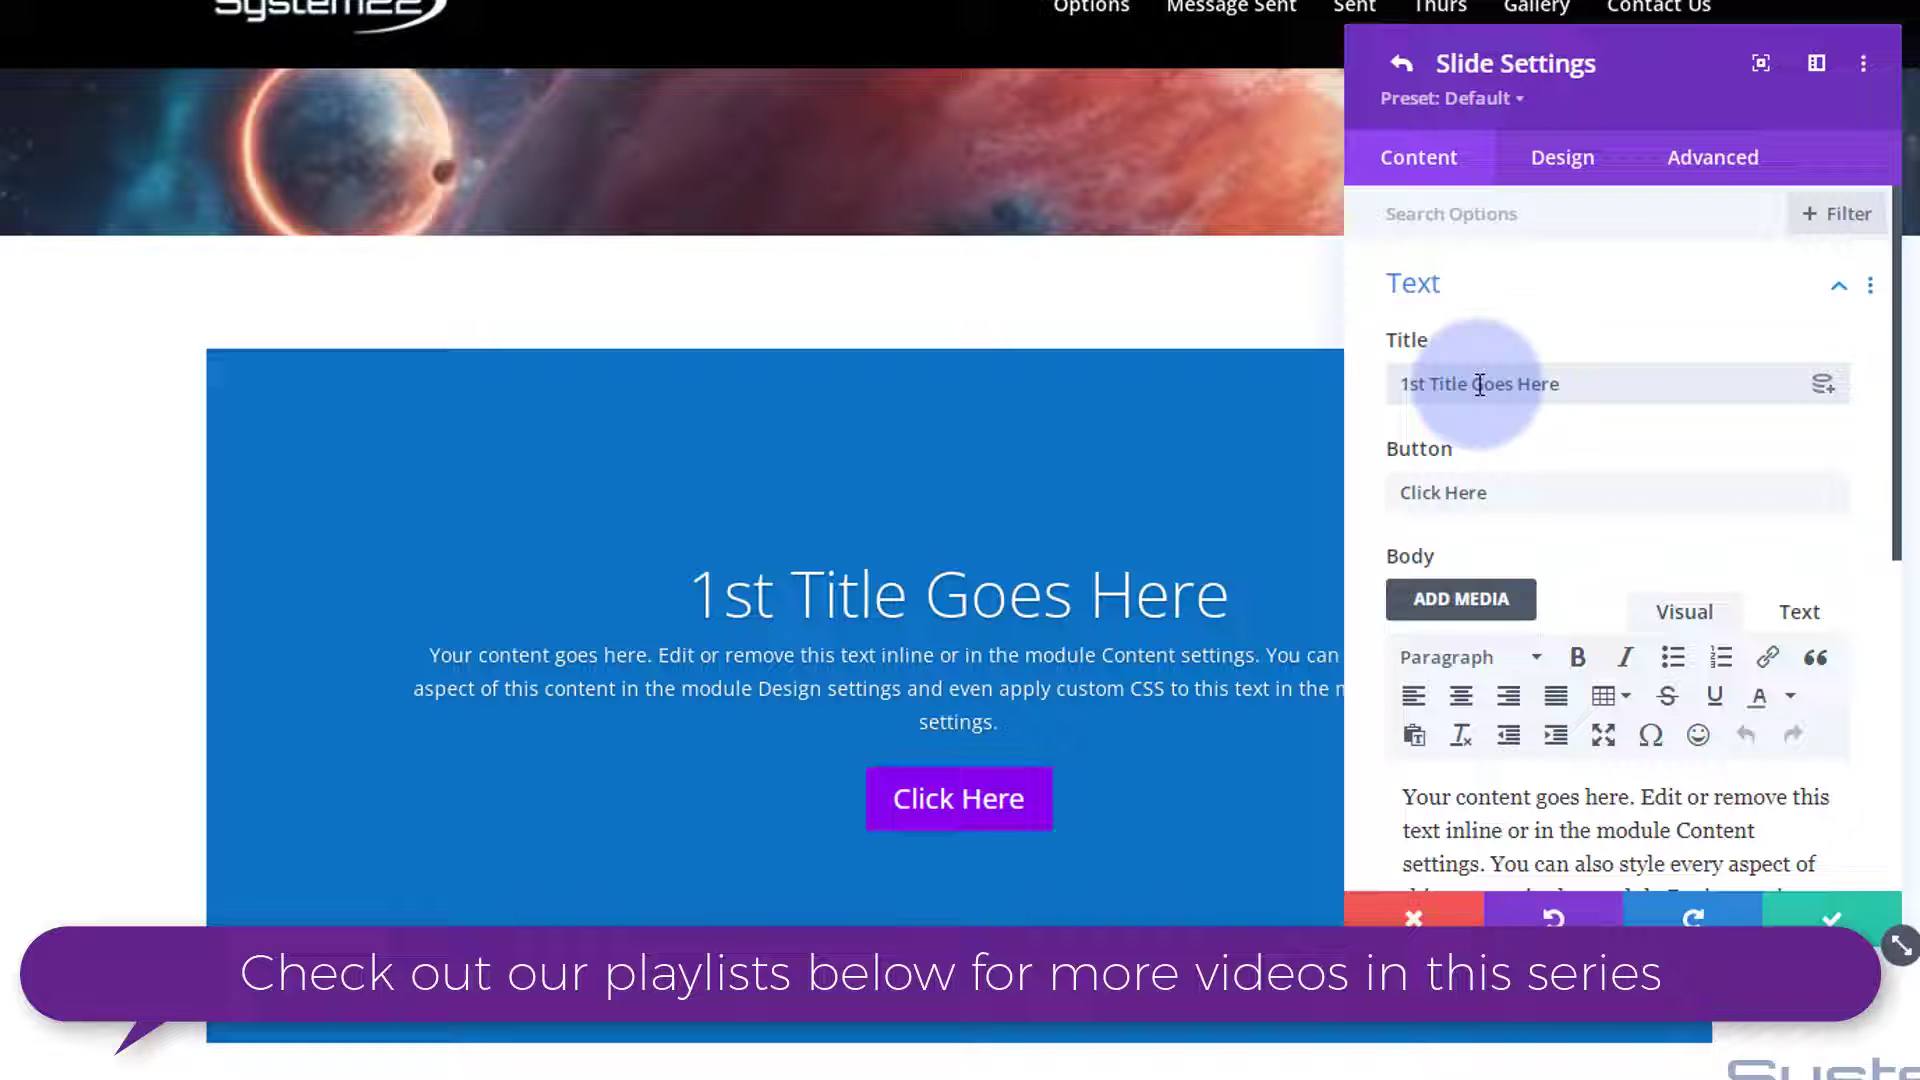 System22
Options Message Sent Sent Thurs Gallery Contact Us
Slide Settings
Preset: Default
Content Design Advanced
Search Options
+ Filter
Text
Title
1st Title Goes Here
Button
Click Here
Body
ADD MEDIA
Visual Text
Paragraph
Your content goes here. Edit or remove this
text inline or in the module Content
settings. You can also style every aspect of
1st Title Goes Here
Your content goes here. Edit or remove this text inline or in the module Content settings. You can
aspect of this content in the module Design settings and even apply custom CSS to this text in the
settings.
Click Here
Check out our playlists below for more videos in this series